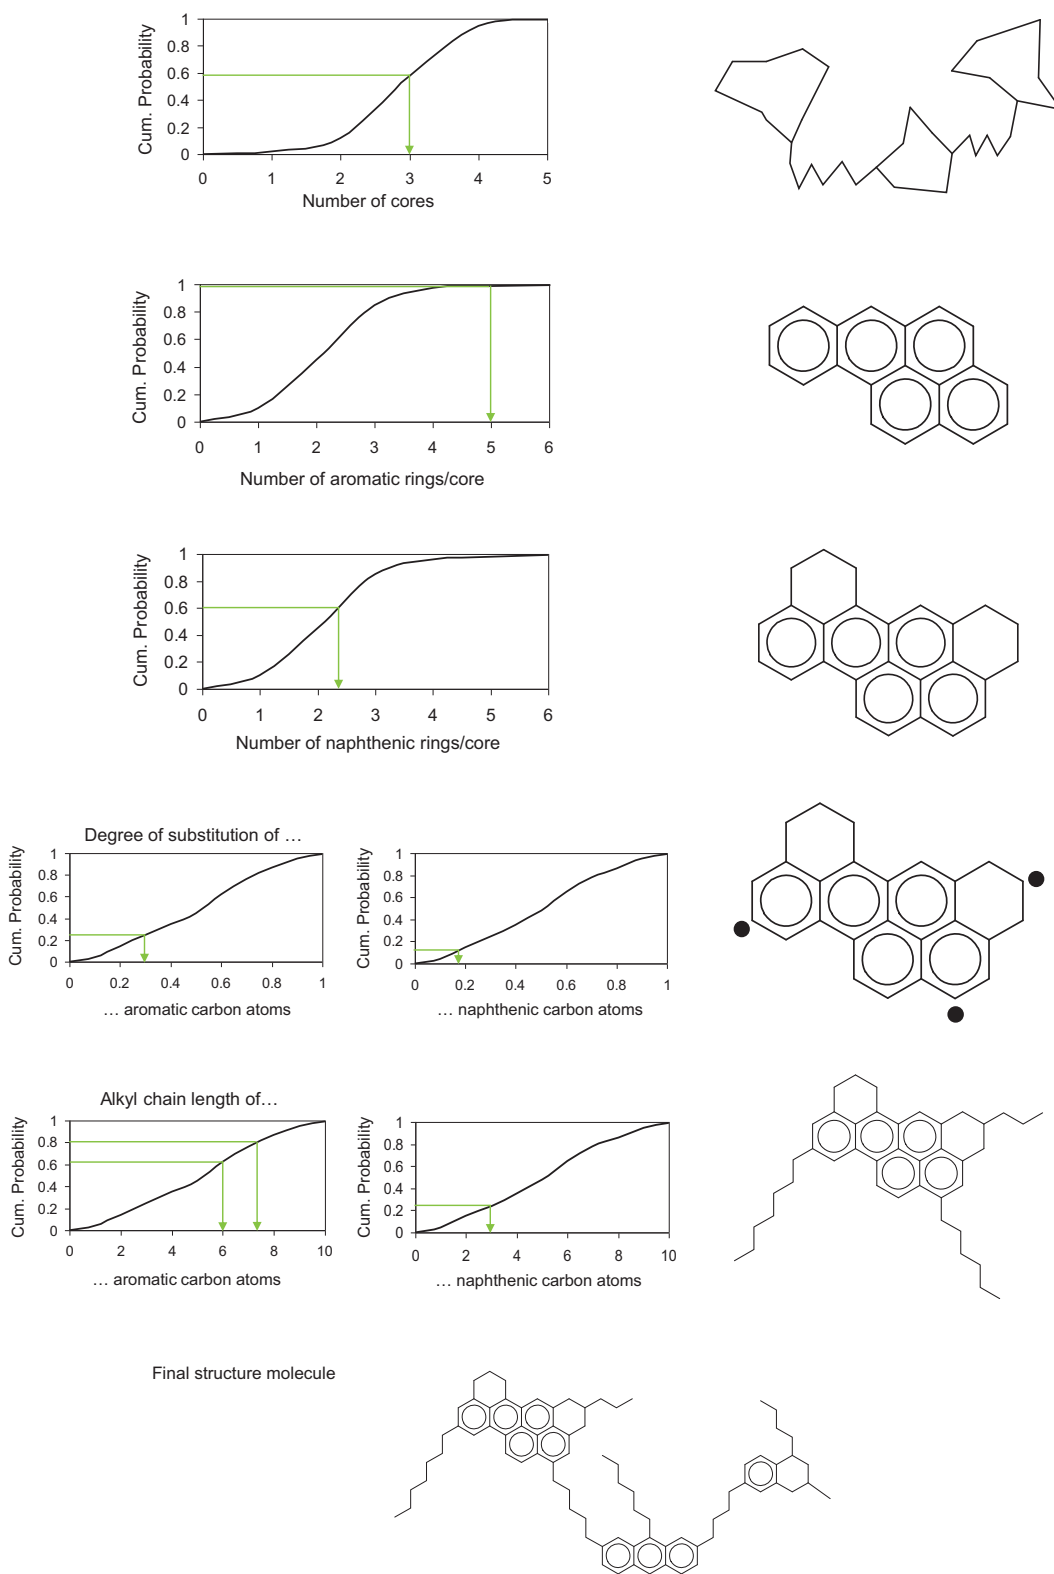 Cum. Probability
1
0.8
0.6
0.4
0.2
0
0 1 2 3 4 5
Number of cores
Cum. Probability
1
0.8
0.6
0.4
0.2
0
0 1 2 3 4 5 6
Number of aromatic rings/core
Cum. Probability
1
0.8
0.6
0.4
0.2
0
0 1 2 3 4 5 6
Number of naphthenic rings/core
Degree of substitution of …
Cum. Probability
1
0.8
0.6
0.4
0.2
0
0 0.2 0.4 0.6 0.8 1
… aromatic carbon atoms
Cum. Probability
1
0.8
0.6
0.4
0.2
0
0 0.2 0.4 0.6 0.8 1
… naphthenic carbon atoms
Alkyl chain length of…
Cum. Probability
1
0.8
0.6
0.4
0.2
0
0 2 4 6 8 10
… aromatic carbon atoms
Cum. Probability
1
0.8
0.6
0.4
0.2
0
0 2 4 6 8 10
… naphthenic carbon atoms
Final structure molecule